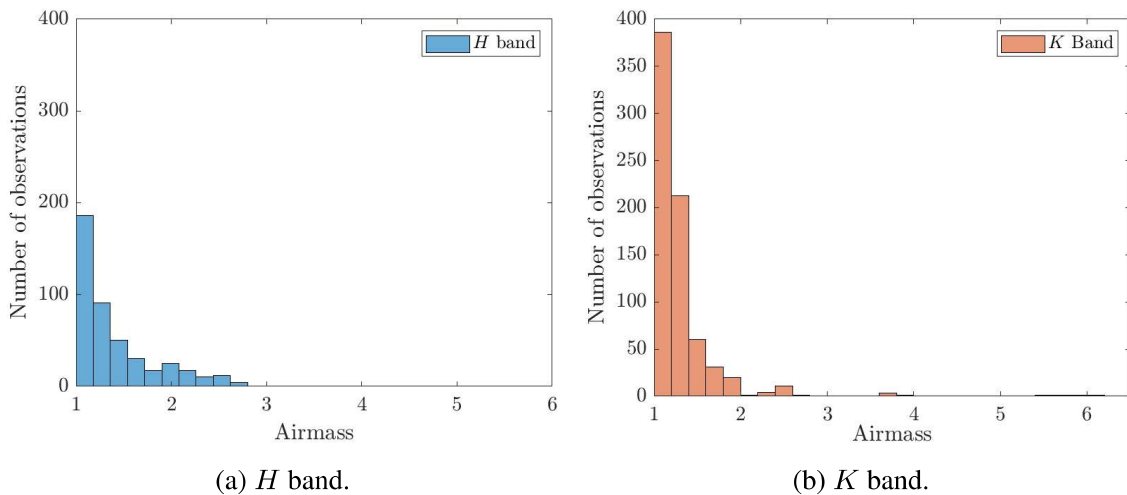 400
300
200
100
0
Number of observations
H band
1 2 3 4 5 6
Airmass
(a) H band.
400
350
300
250
200
150
100
50
0
Number of observations
K Band
1 2 3 4 5 6
Airmass
(b) K band.